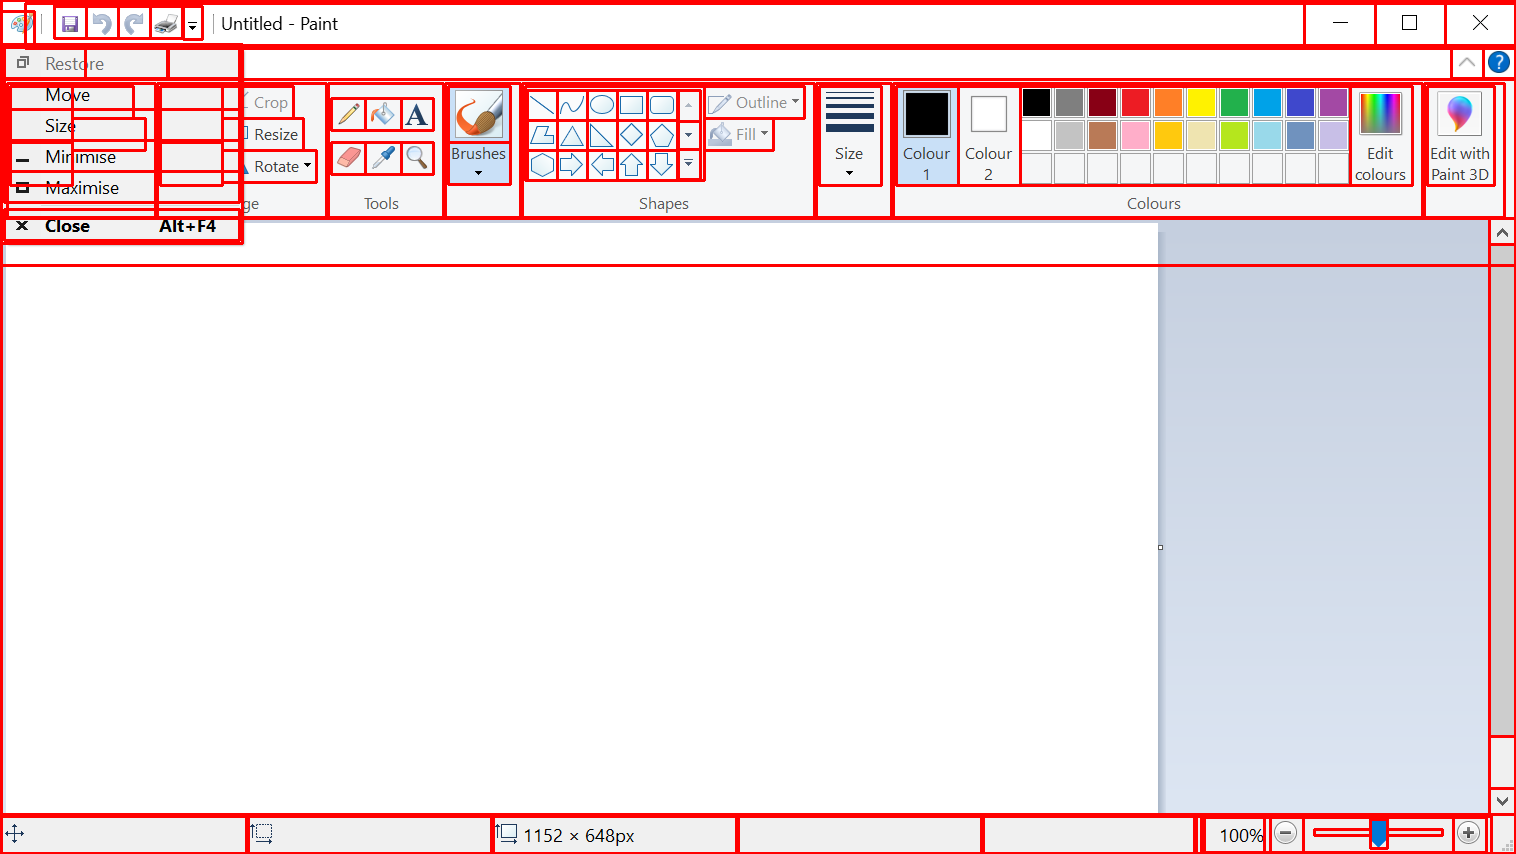 Untitled - Paint
Restore
Move
Size
Minimise
Maximise
Close Alt+F4
Crop
Resize
Rotate
ge
A
Tools
Brushes
Outline
Fill
Shapes
Size
Colour 1
Colour 2
Edit colours
Colours
Edit with Paint 3D
?
1152 × 648px
100%